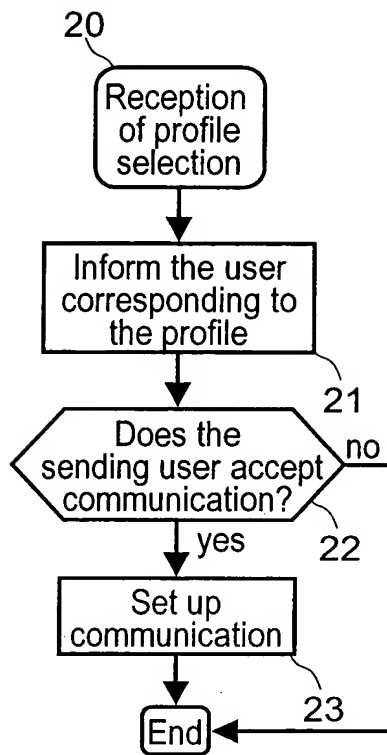 20
Reception
of profile
selection
Inform the user
corresponding to
the profile
21
Does the
sending user accept
communication?
no
22
yes
Set up
communication
23
End